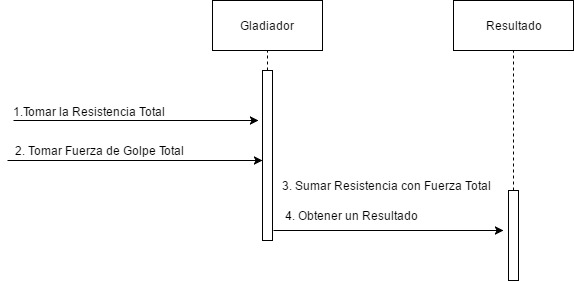 Gladiador
Resultado
1.Tomar la Resistencia Total
2. Tomar Fuerza de Golpe Total
3. Sumar Resistencia con Fuerza Total
4. Obtener un Resultado